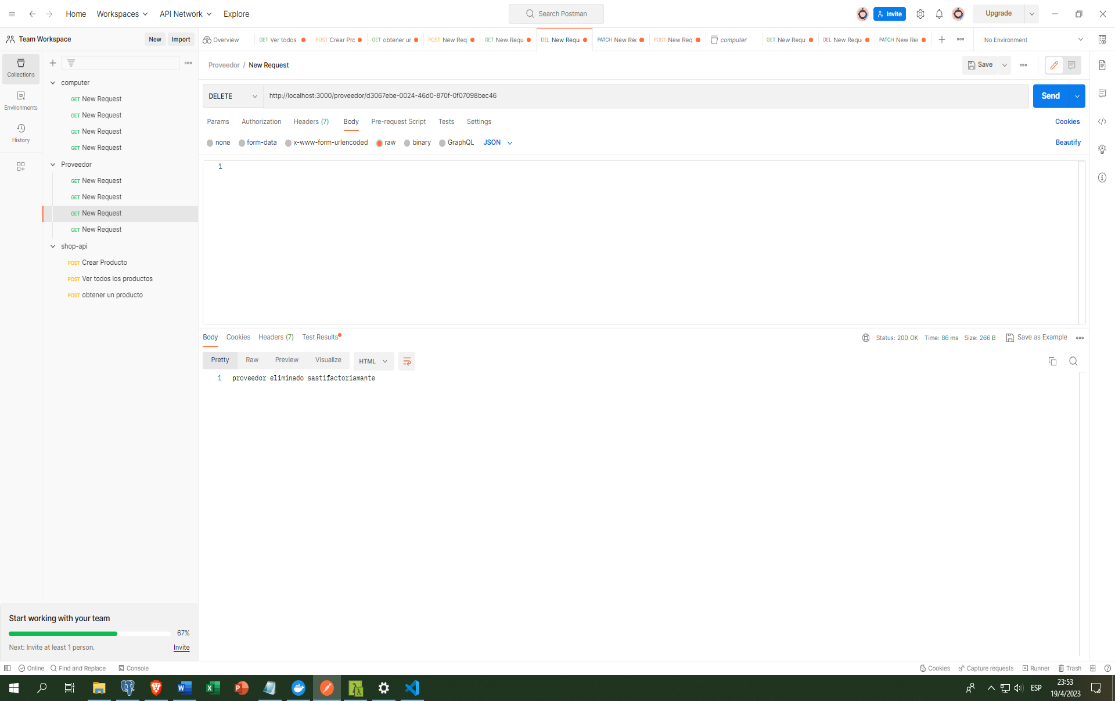 Home Workspaces API Network Explore Search Postman Invite Upgrade
Team Workspace New Import Overview GET Ver todos POST Crear Pro GET obtener ur POST New Req GET New Requ DEL New Requ PATCH New Re POST New Req computer GET New Requ DEL New Requ PATCH New Re No Environment
Collections
Environments
History
computer
GET New Request
GET New Request
GET New Request
GET New Request
Proveedor
GET New Request
GET New Request
GET New Request
GET New Request
shop-api
POST Crear Producto
POST Ver todos los productos
POST obtener un producto
Proveedor / New Request Save
DELETE http://localhost:3000/proveedor/d3067ebe-0024-46d0-870f-0f07098bec46 Send
Params Authorization Headers (7) Body Pre-request Script Tests Settings Cookies
none form-data x-www-form-urlencoded raw binary GraphQL JSON Beautify
1
Body Cookies Headers (7) Test Results Status: 200 OK Time: 86 ms Size: 266 B Save as Example
Pretty Raw Preview Visualize HTML
1 proveedor eliminado sastifactoriamante
Start working with your team
67%
Next: Invite at least 1 person. Invite
Online Find and Replace Console Cookies Capture requests Runner Trash
ESP 23:53
19/4/2023